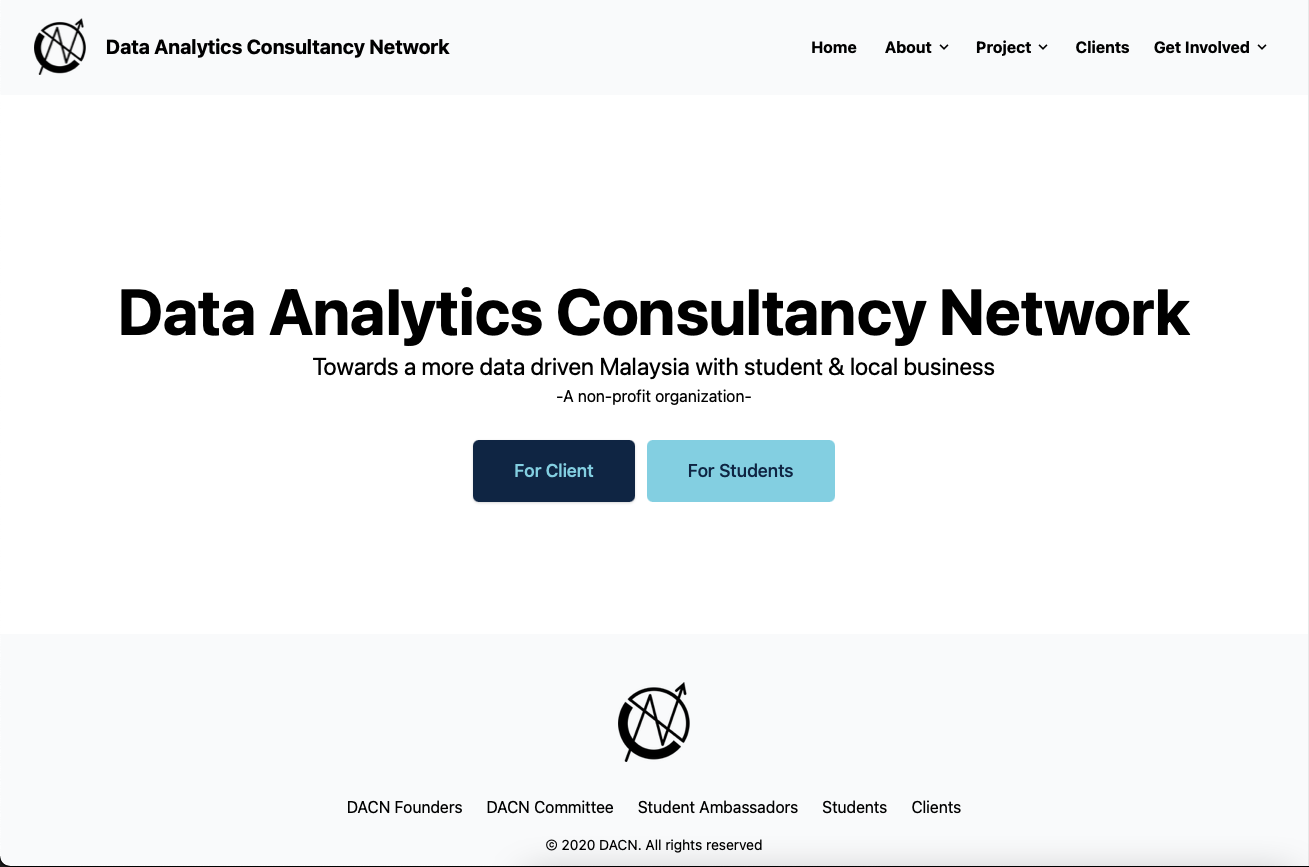 Data Analytics Consultancy Network
Home About Project Clients Get Involved
Data Analytics Consultancy Network
Towards a more data driven Malaysia with student & local business
-A non-profit organization-
For Client For Students
DACN Founders DACN Committee Student Ambassadors Students Clients
© 2020 DACN. All rights reserved